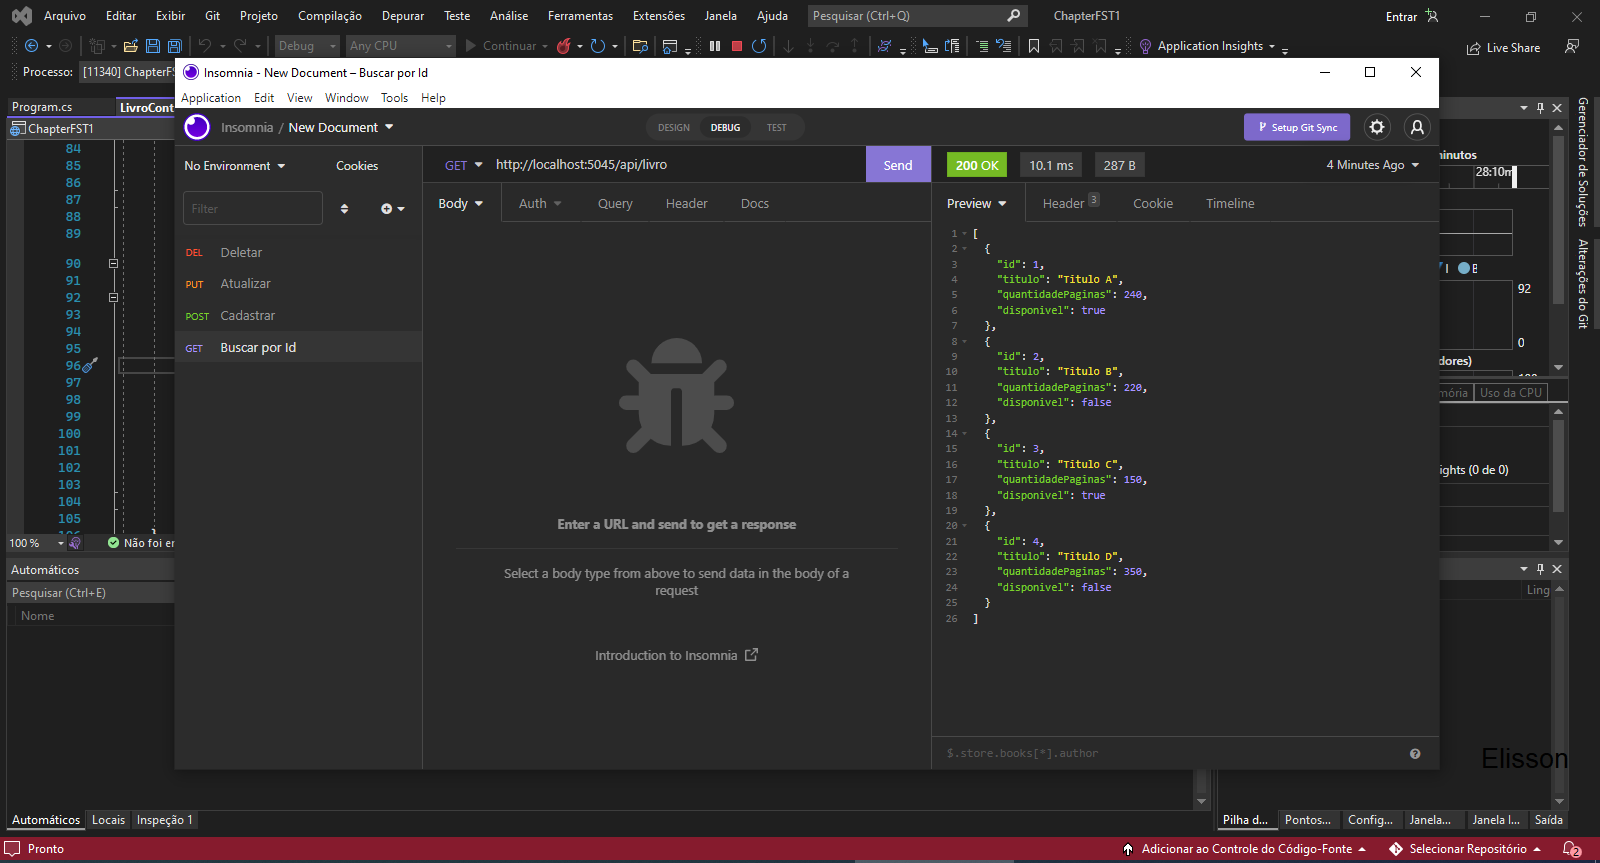 Arquivo Editar Exibir Git Projeto Compilação Depurar Teste Análise Ferramentas Extensões Janela Ajuda Pesquisar (Ctrl+Q) ChapterFST1 Entrar
Debug Any CPU Continuar Application Insights Live Share
Processo: [11340] ChapterFS
Insomnia - New Document – Buscar por Id
Application Edit View Window Tools Help
Program.cs LivroCont
ChapterFST1
Insomnia / New Document DESIGN DEBUG TEST Setup Git Sync
No Environment Cookies GET http://localhost:5045/api/livro Send 200 OK 10.1 ms 287 B 4 Minutes Ago
Filter Body Auth Query Header Docs Preview Header 3 Cookie Timeline
DEL Deletar
PUT Atualizar
POST Cadastrar
GET Buscar por Id
84
85
86
87
88
89
90
91
92
93
94
95
96
97
98
99
100
101
102
103
104
105
Enter a URL and send to get a response
Select a body type from above to send data in the body of a
request
Introduction to Insomnia
1 [
2 {
3 "id": 1,
4 "titulo": "Titulo A",
5 "quantidadePaginas": 240,
6 "disponivel": true
7 },
8 {
9 "id": 2,
10 "titulo": "Titulo B",
11 "quantidadePaginas": 220,
12 "disponivel": false
13 },
14 {
15 "id": 3,
16 "titulo": "Titulo C",
17 "quantidadePaginas": 150,
18 "disponivel": true
19 },
20 {
21 "id": 4,
22 "titulo": "Titulo D",
23 "quantidadePaginas": 350,
24 "disponivel": false
25 }
26 ]
$.store.books[*].author
inutos
28:10m
B
92
0
dores)
mória Uso da CPU
ights (0 de 0)
Gerenciador de Soluções
Alterações do Git
100 % Não foi en
Automáticos
Pesquisar (Ctrl+E)
Nome
Ling
Elisson
Automáticos Locais Inspeção 1 Pilha d... Pontos... Config... Janela... Janela I... Saída
Pronto Adicionar ao Controle do Código-Fonte Selecionar Repositório 2